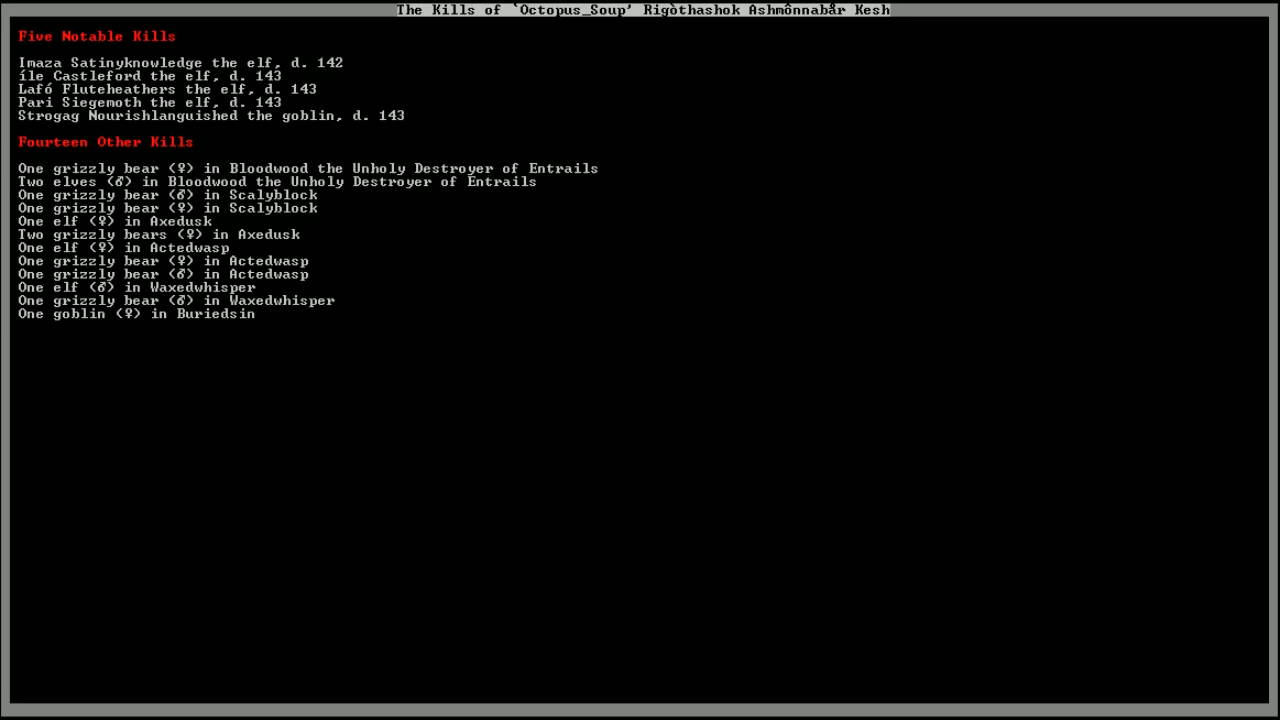 The Kills of `Octopus_Soup' Rigòthashok Ashmônnabår Kesh
Five Notable Kills
Imaza Satinyknowledge the elf, d. 142
íle Castleford the elf, d. 143
Lafó Fluteheathers the elf, d. 143
Pari Siegemoth the elf, d. 143
Strogag Nourishlanguished the goblin, d. 143
Fourteen Other Kills
One grizzly bear (♀) in Bloodwood the Unholy Destroyer of Entrails
Two elves (♂) in Bloodwood the Unholy Destroyer of Entrails
One grizzly bear (♂) in Scalyblock
One grizzly bear (♀) in Scalyblock
One elf (♀) in Axedusk
Two grizzly bears (♀) in Axedusk
One elf (♀) in Actedwasp
One grizzly bear (♀) in Actedwasp
One grizzly bear (♂) in Actedwasp
One elf (♂) in Waxedwhisper
One grizzly bear (♂) in Waxedwhisper
One goblin (♀) in Buriedsin